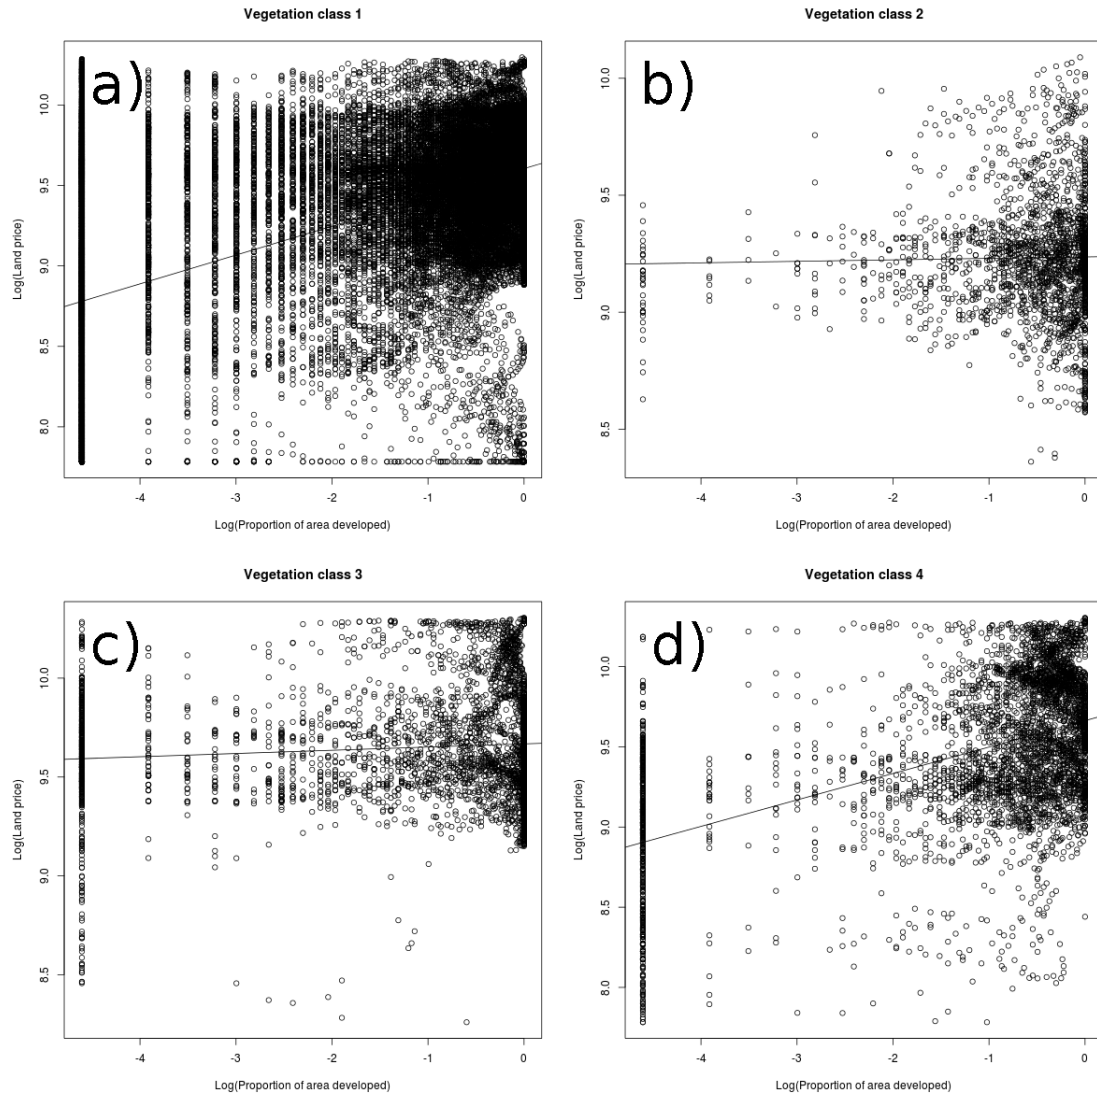 Vegetation class 1
a)
Log(Land price)
10.0
9.5
9.0
8.5
8.0
-4 -3 -2 -1 0
Log(Proportion of area developed)
Vegetation class 2
b)
Log(Land price)
10.0
9.5
9.0
8.5
-4 -3 -2 -1 0
Log(Proportion of area developed)
Vegetation class 3
c)
Log(Land price)
10.0
9.5
9.0
8.5
-4 -3 -2 -1 0
Log(Proportion of area developed)
Vegetation class 4
d)
Log(Land price)
10.0
9.5
9.0
8.5
8.0
-4 -3 -2 -1 0
Log(Proportion of area developed)